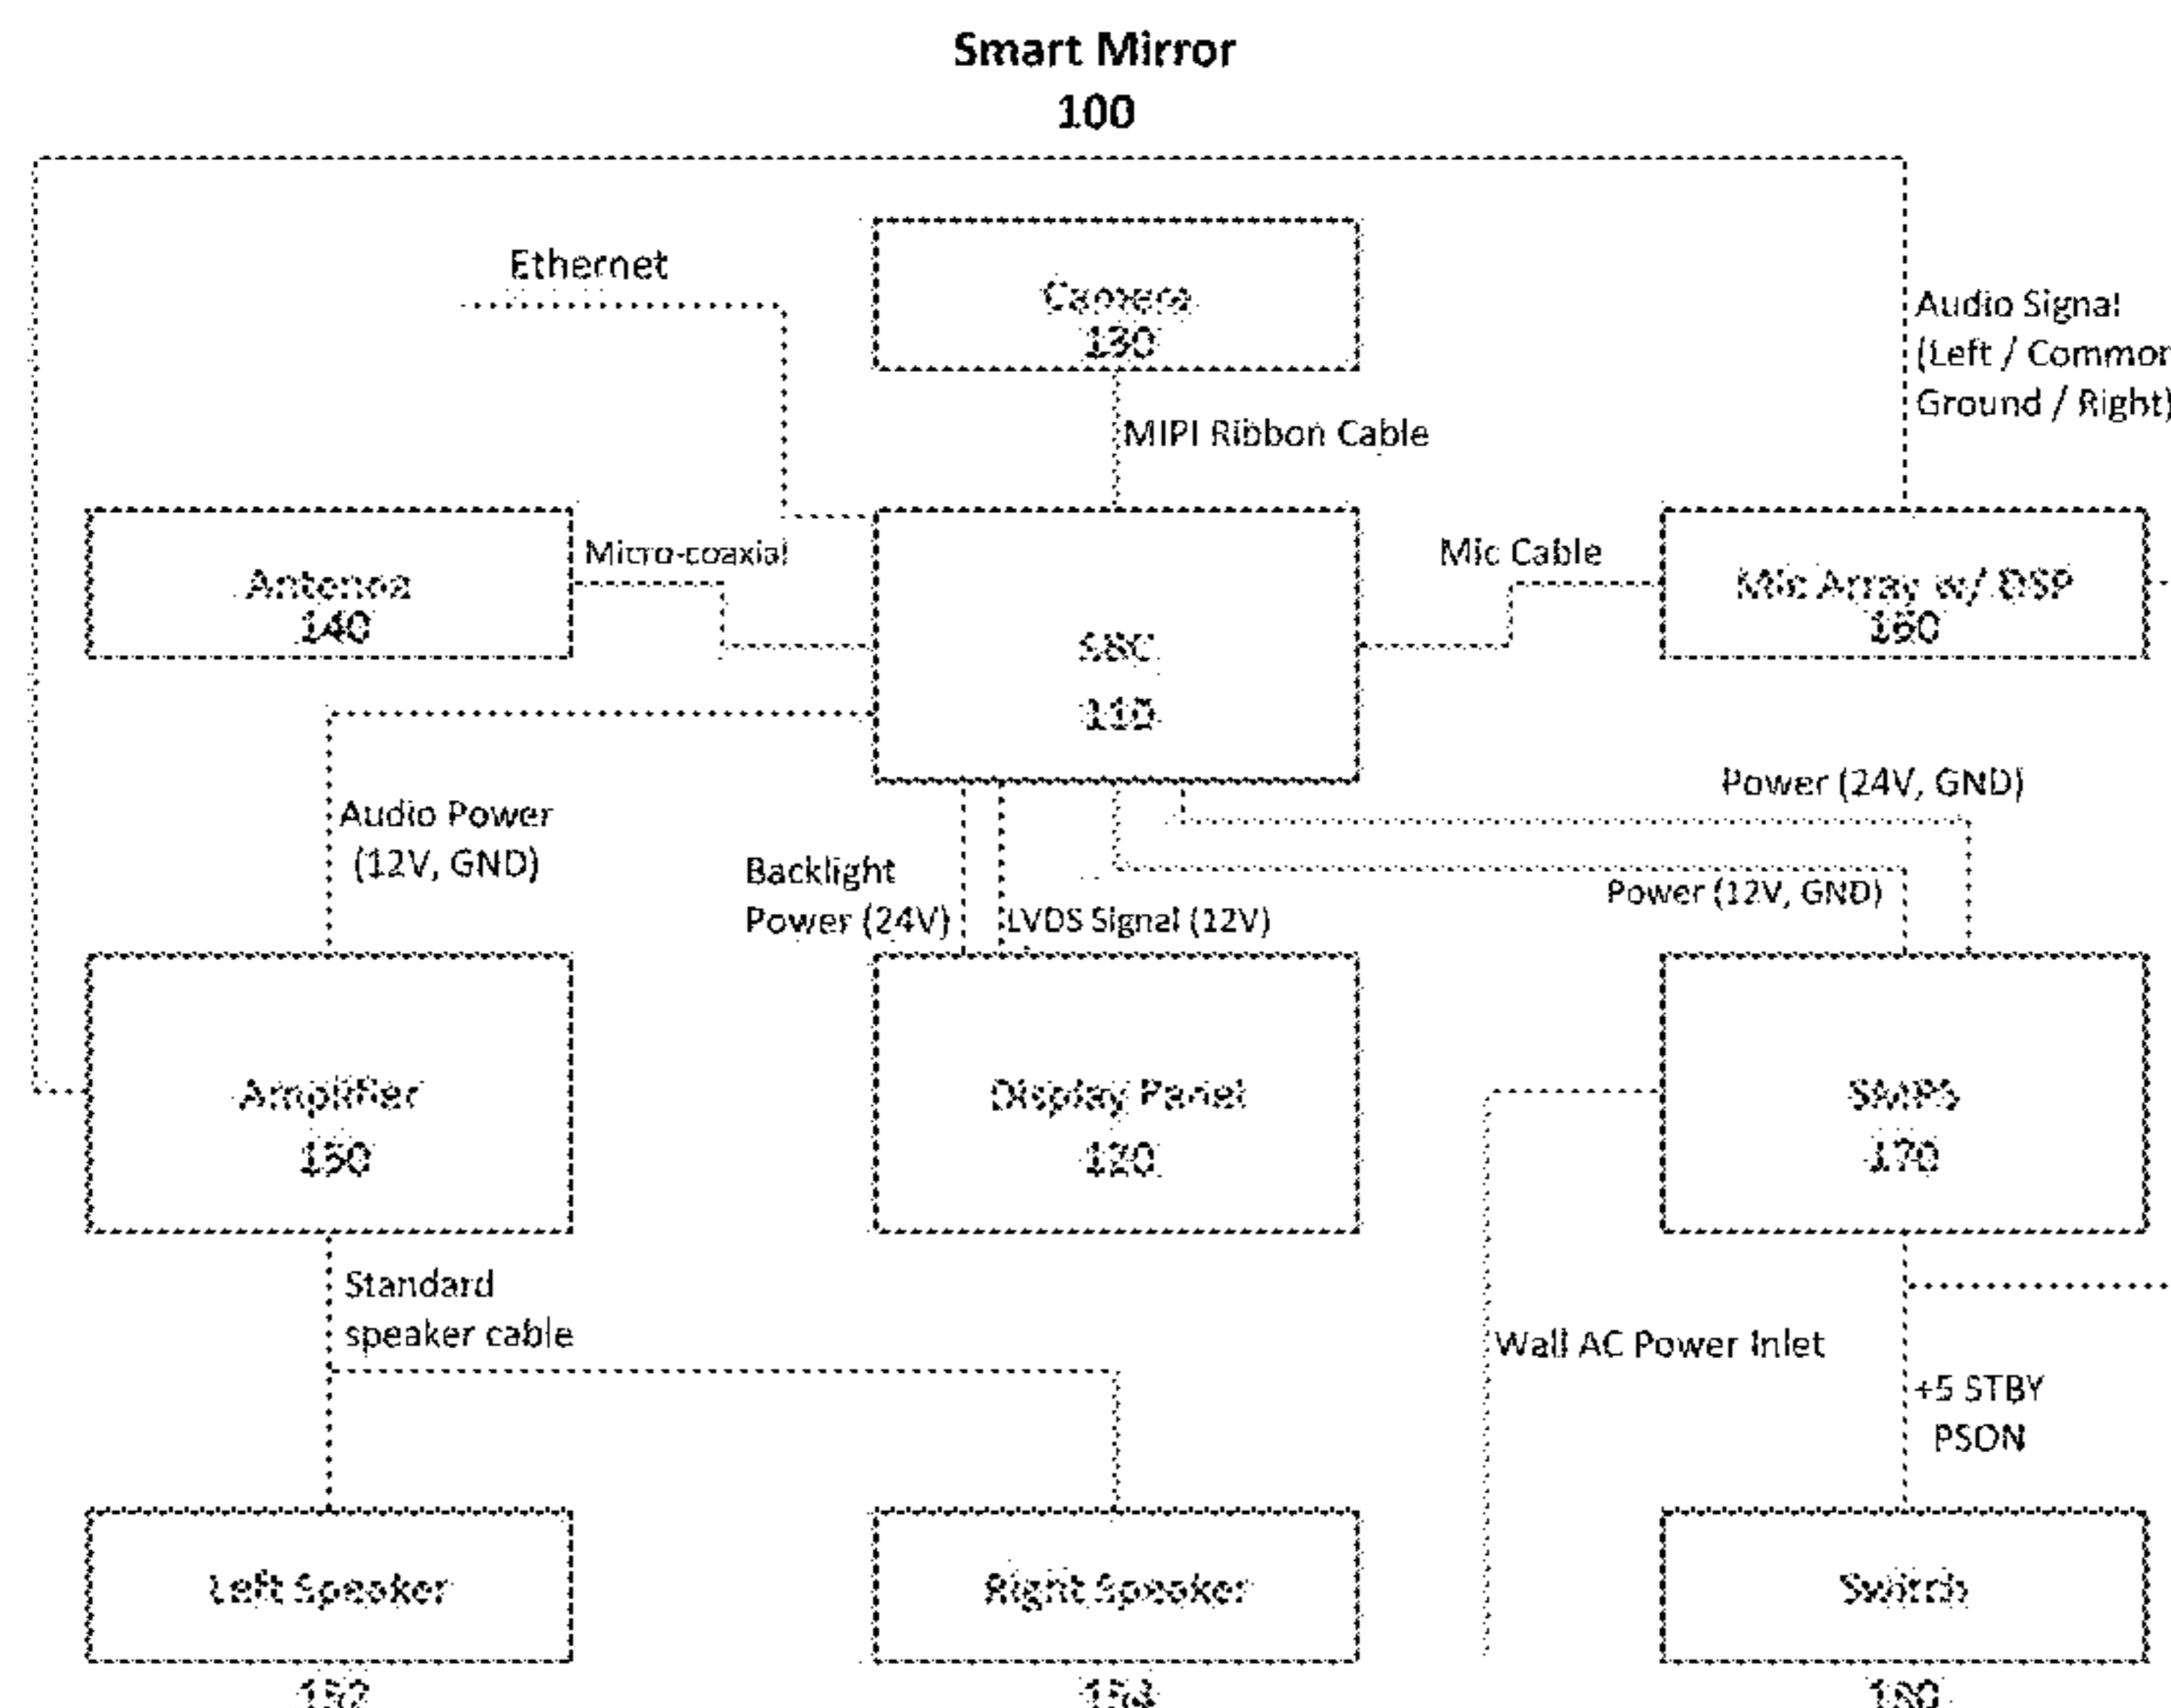 Smart Mirror
100
Ethernet
Camera
130
Audio Signal
(Left / Common
Ground / Right)
MIPI Ribbon Cable
Antenna
140
Micro-coaxial
SBC
110
Mic Cable
Mic Array w/ DSP
160
Audio Power
(12V, GND)
Backlight
Power (24V)
LVDS Signal (12V)
Power (24V, GND)
Power (12V, GND)
Amplifier
150
Display Panel
120
SMPS
170
Standard
speaker cable
Wall AC Power Inlet
+5 STBY
PSON
Left Speaker
152
Right Speaker
Switch
180